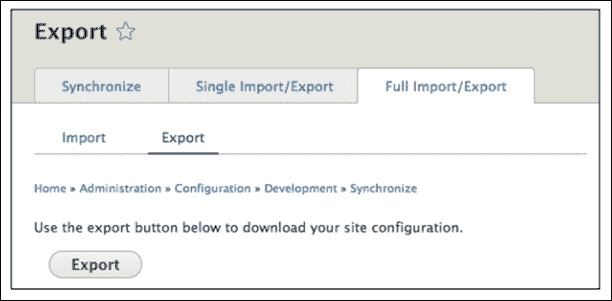 Export
Synchronize Single Import/Export Full Import/Export
Import Export
Home » Administration » Configuration » Development » Synchronize
Use the export button below to download your site configuration.
Export